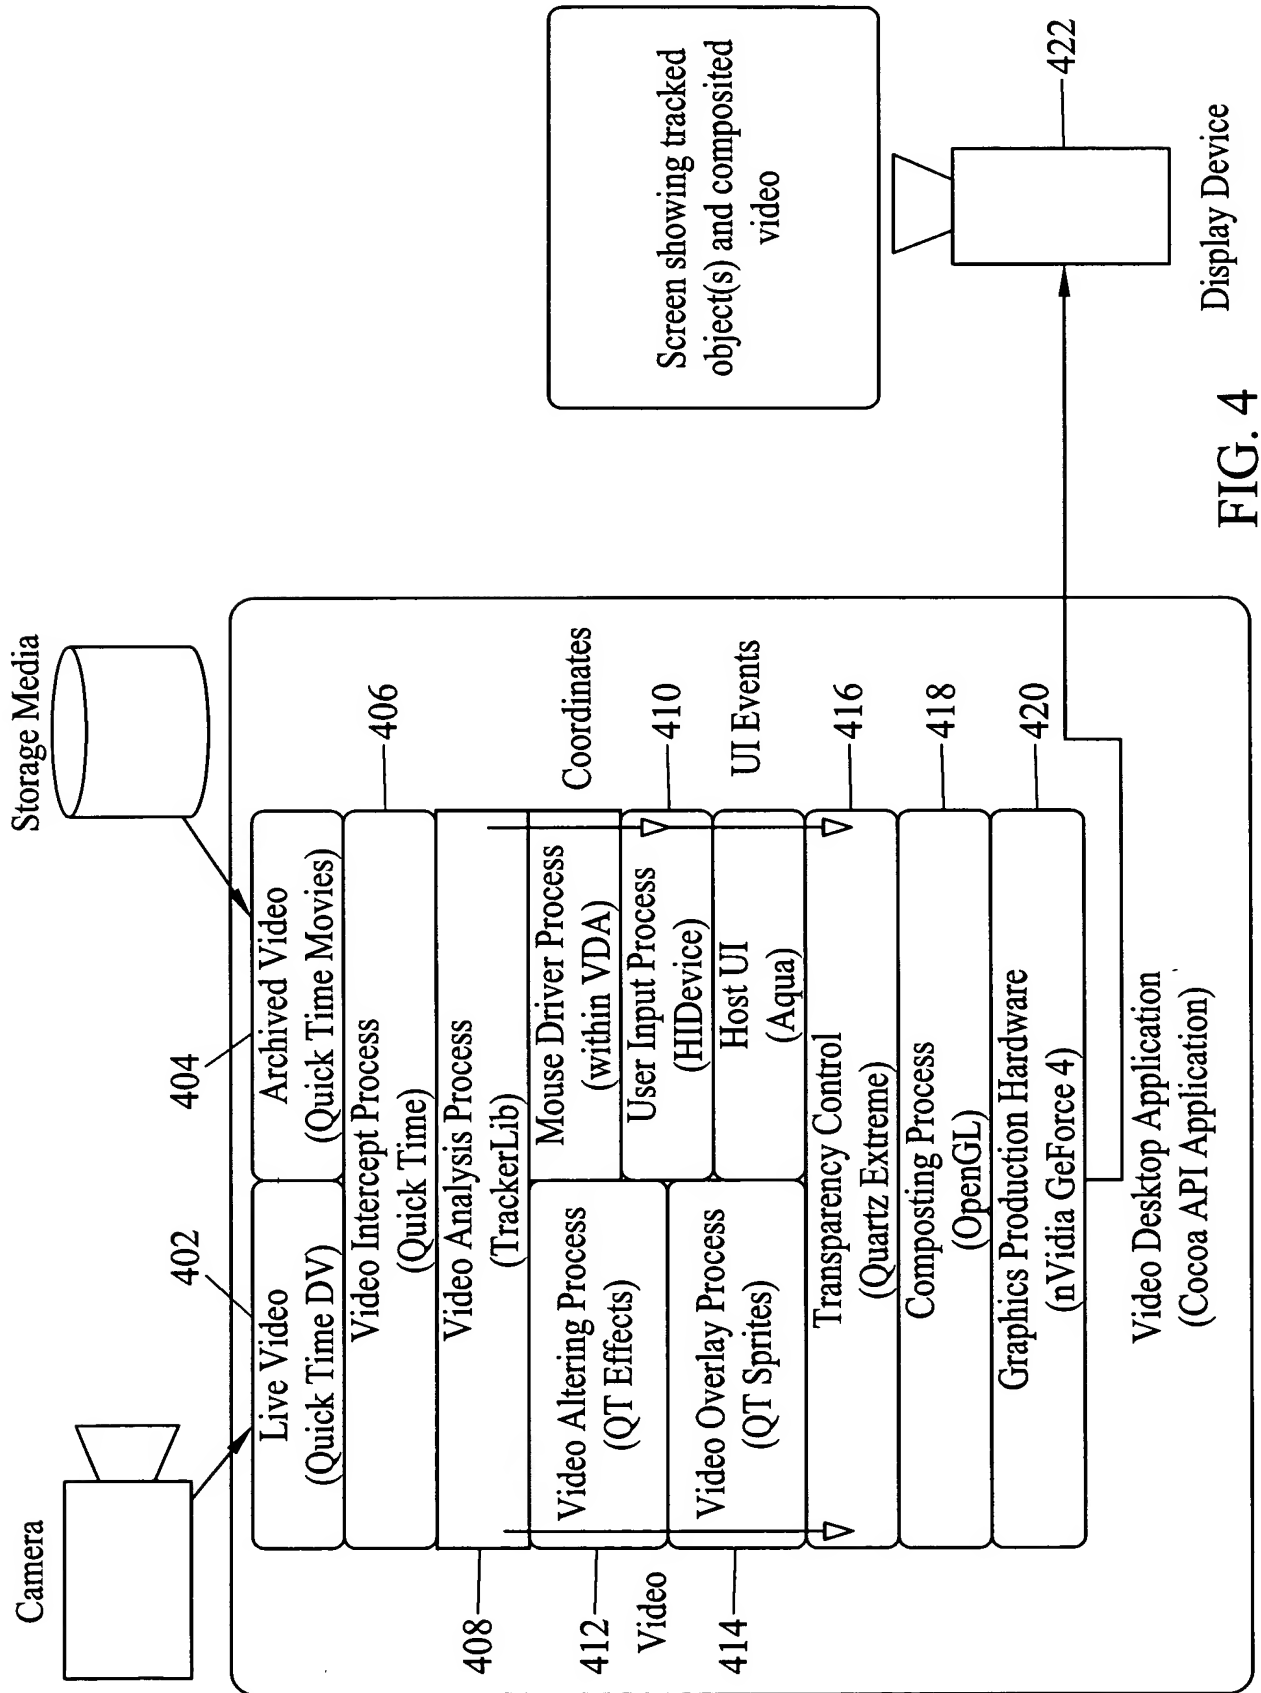 Camera
Storage Media
402
404
Live Video
(Quick Time DV)
Archived Video
(Quick Time Movies)
Video Intercept Process
(Quick Time)
406
408
Video Analysis Process
(TrackerLib)
Coordinates
412
Video Altering Process
(QT Effects)
Mouse Driver Process
(within VDA)
User Input Process
(HIDevice)
410
Video
414
Video Overlay Process
(QT Sprites)
Host UI
(Aqua)
UI Events
Transparency Control
(Quartz Extreme)
416
Composting Process
(OpenGL)
418
Graphics Production Hardware
(nVidia GeForce 4)
420
Video Desktop Application
(Cocoa API Application)
Screen showing tracked
object(s) and composited
video
422
Display Device
FIG. 4